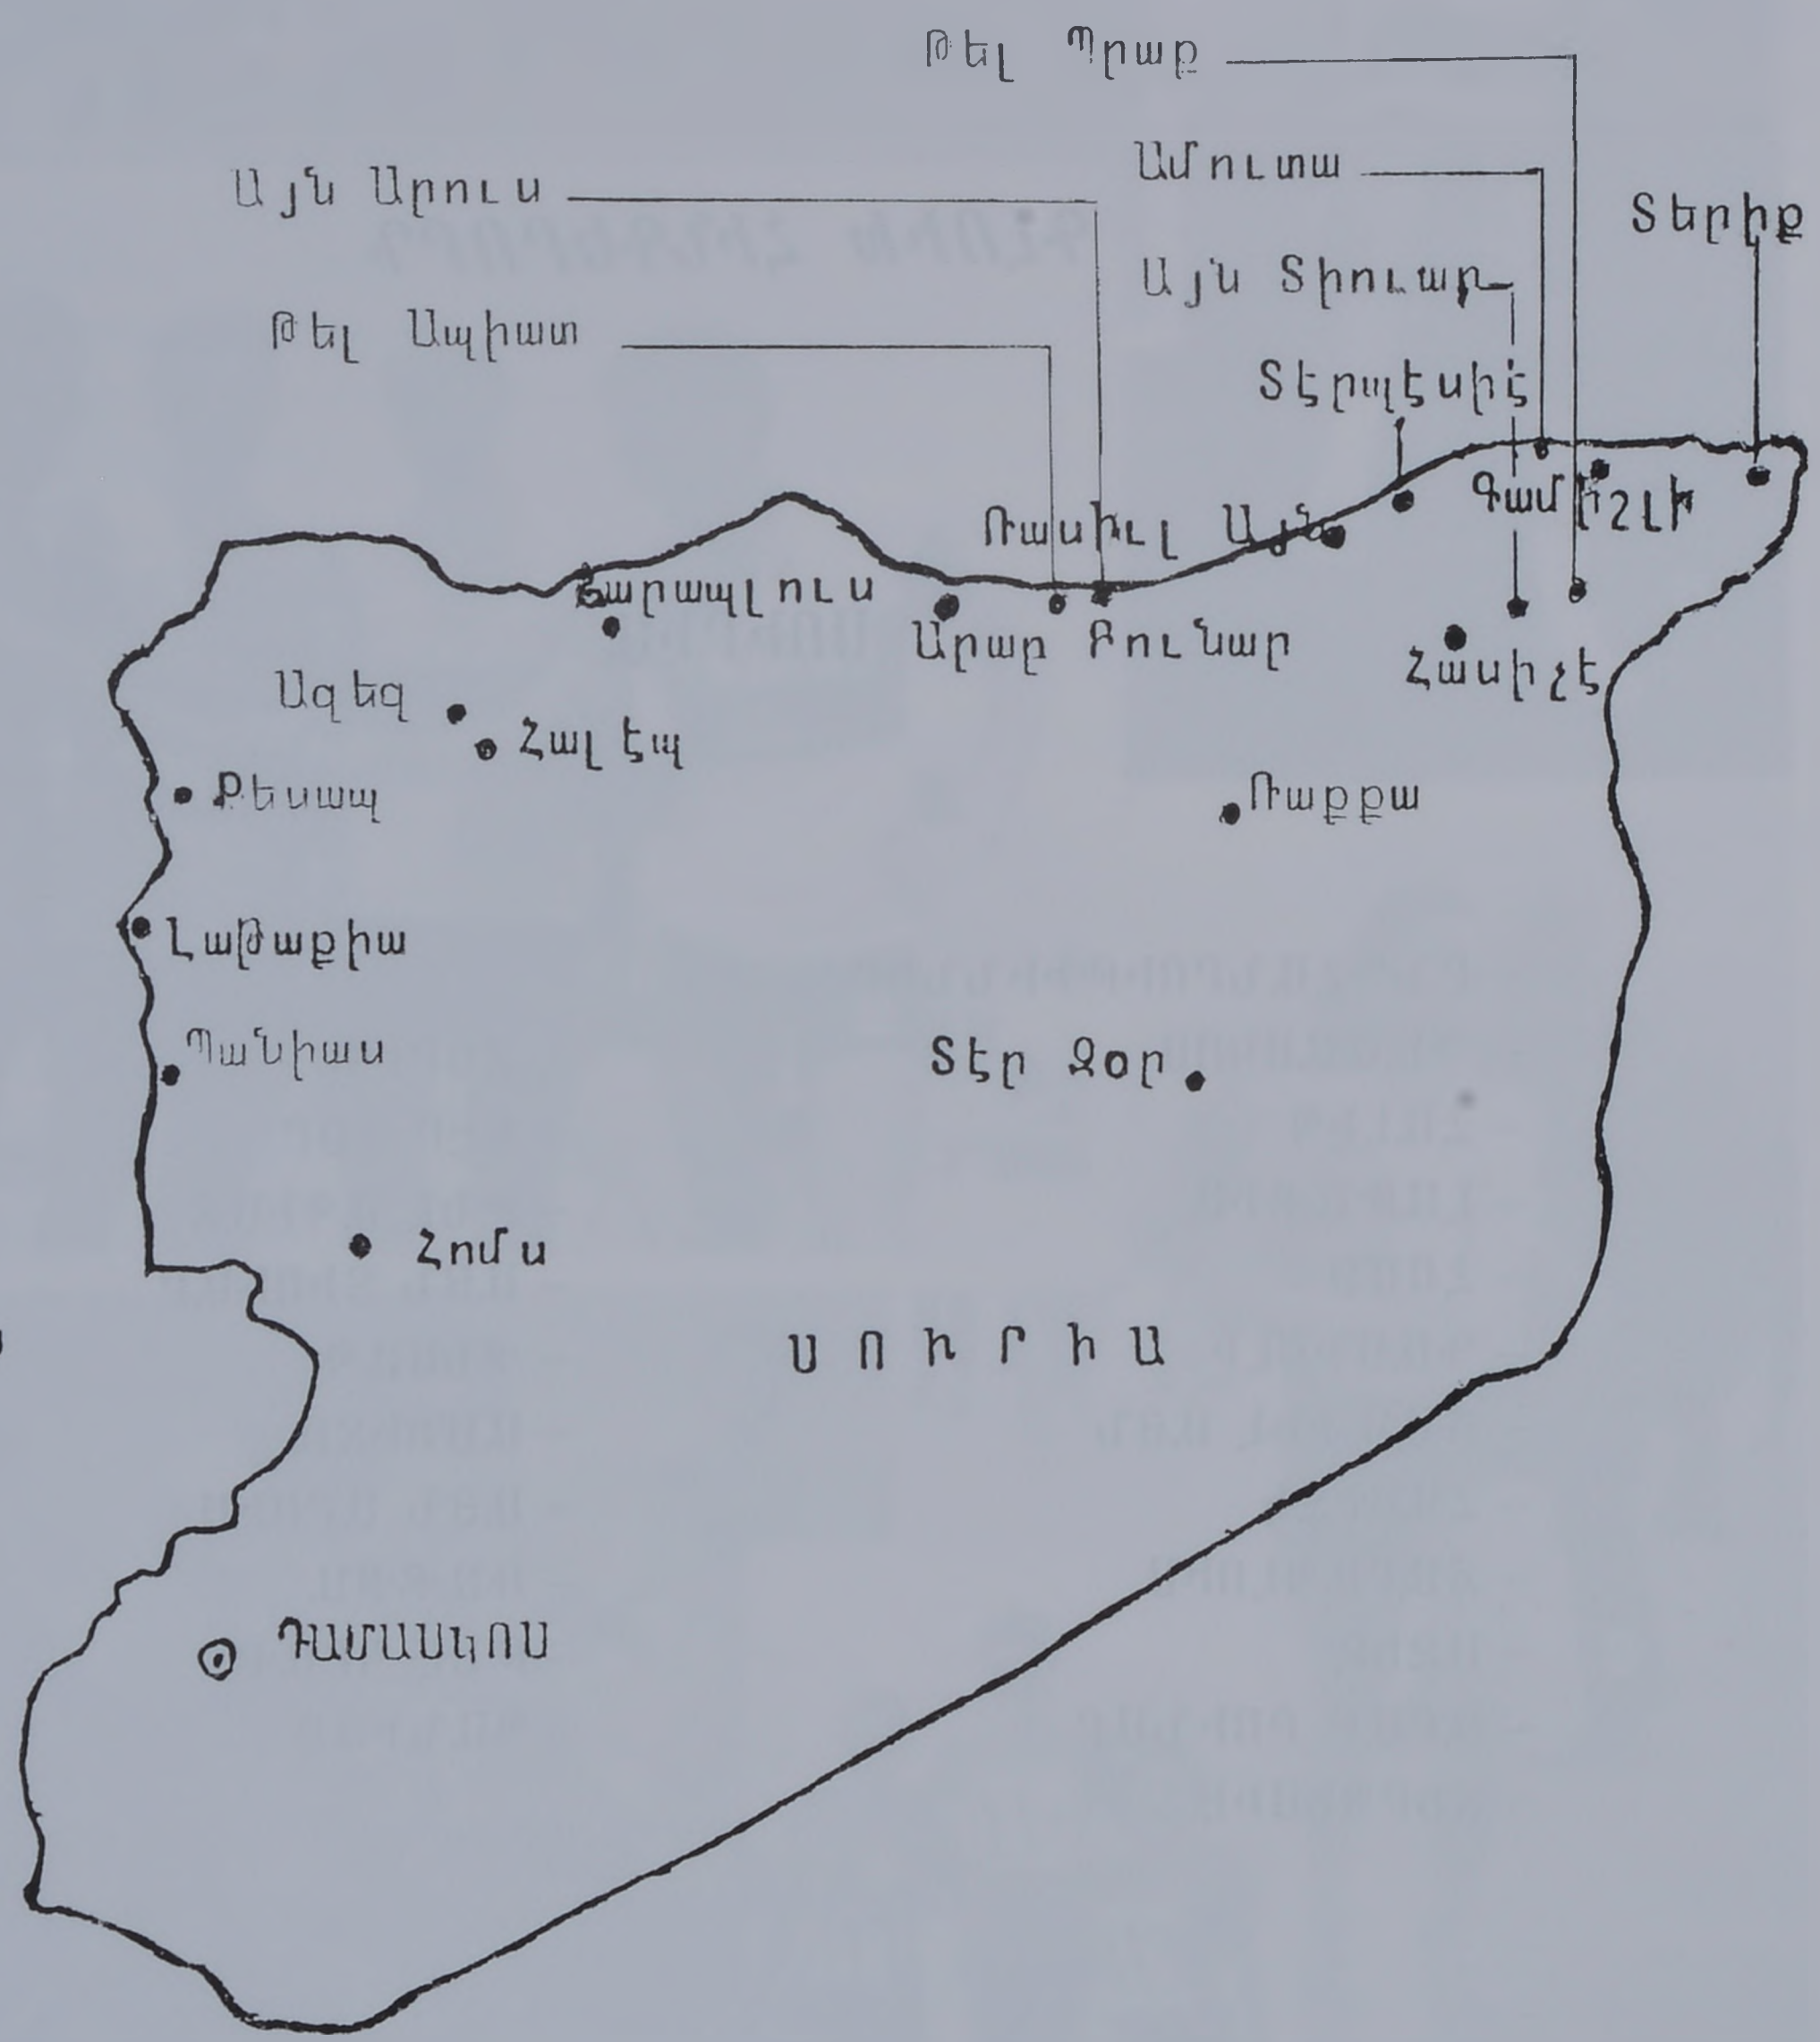 Թել Պրաք
Ամուտա
Այն Արուս
Տերիք
Այն Տիուար
Թել Ապիատ
Տէրպէսիէ
Գամիշլի
Ռասիւլ Այն
Ճարապլուս
Արաբ Բունար
Հասիչէ
Ազեզ
Հալէպ
Քեսապ
Ռաքքա
Լաթաքիա
Պանիաս
Տէր Զօր
Հոմս
ՍՈՒՐԻԱ
ԴԱՄԱՍԿՈՍ